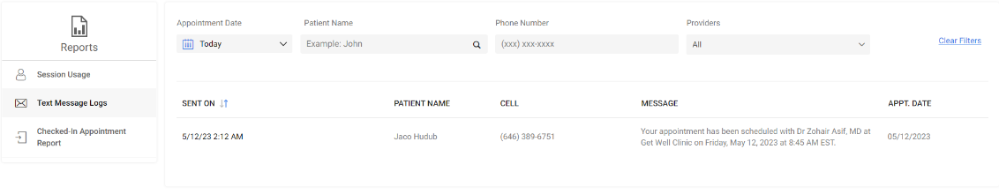 Reports
Session Usage
Text Message Logs
Checked-In Appointment
Report
Appointment Date
Patient Name
Phone Number
Providers
Today
Example: John
(xxx) xxx-xxxx
All
Clear Filters
SENT ON
PATIENT NAME
CELL
MESSAGE
APPT. DATE
5/12/23 2:12 AM
Jaco Hudub
(646) 389-6751
Your appointment has been scheduled with Dr Zohair Asif, MD at
Get Well Clinic on Friday, May 12, 2023 at 8:45 AM EST.
05/12/2023